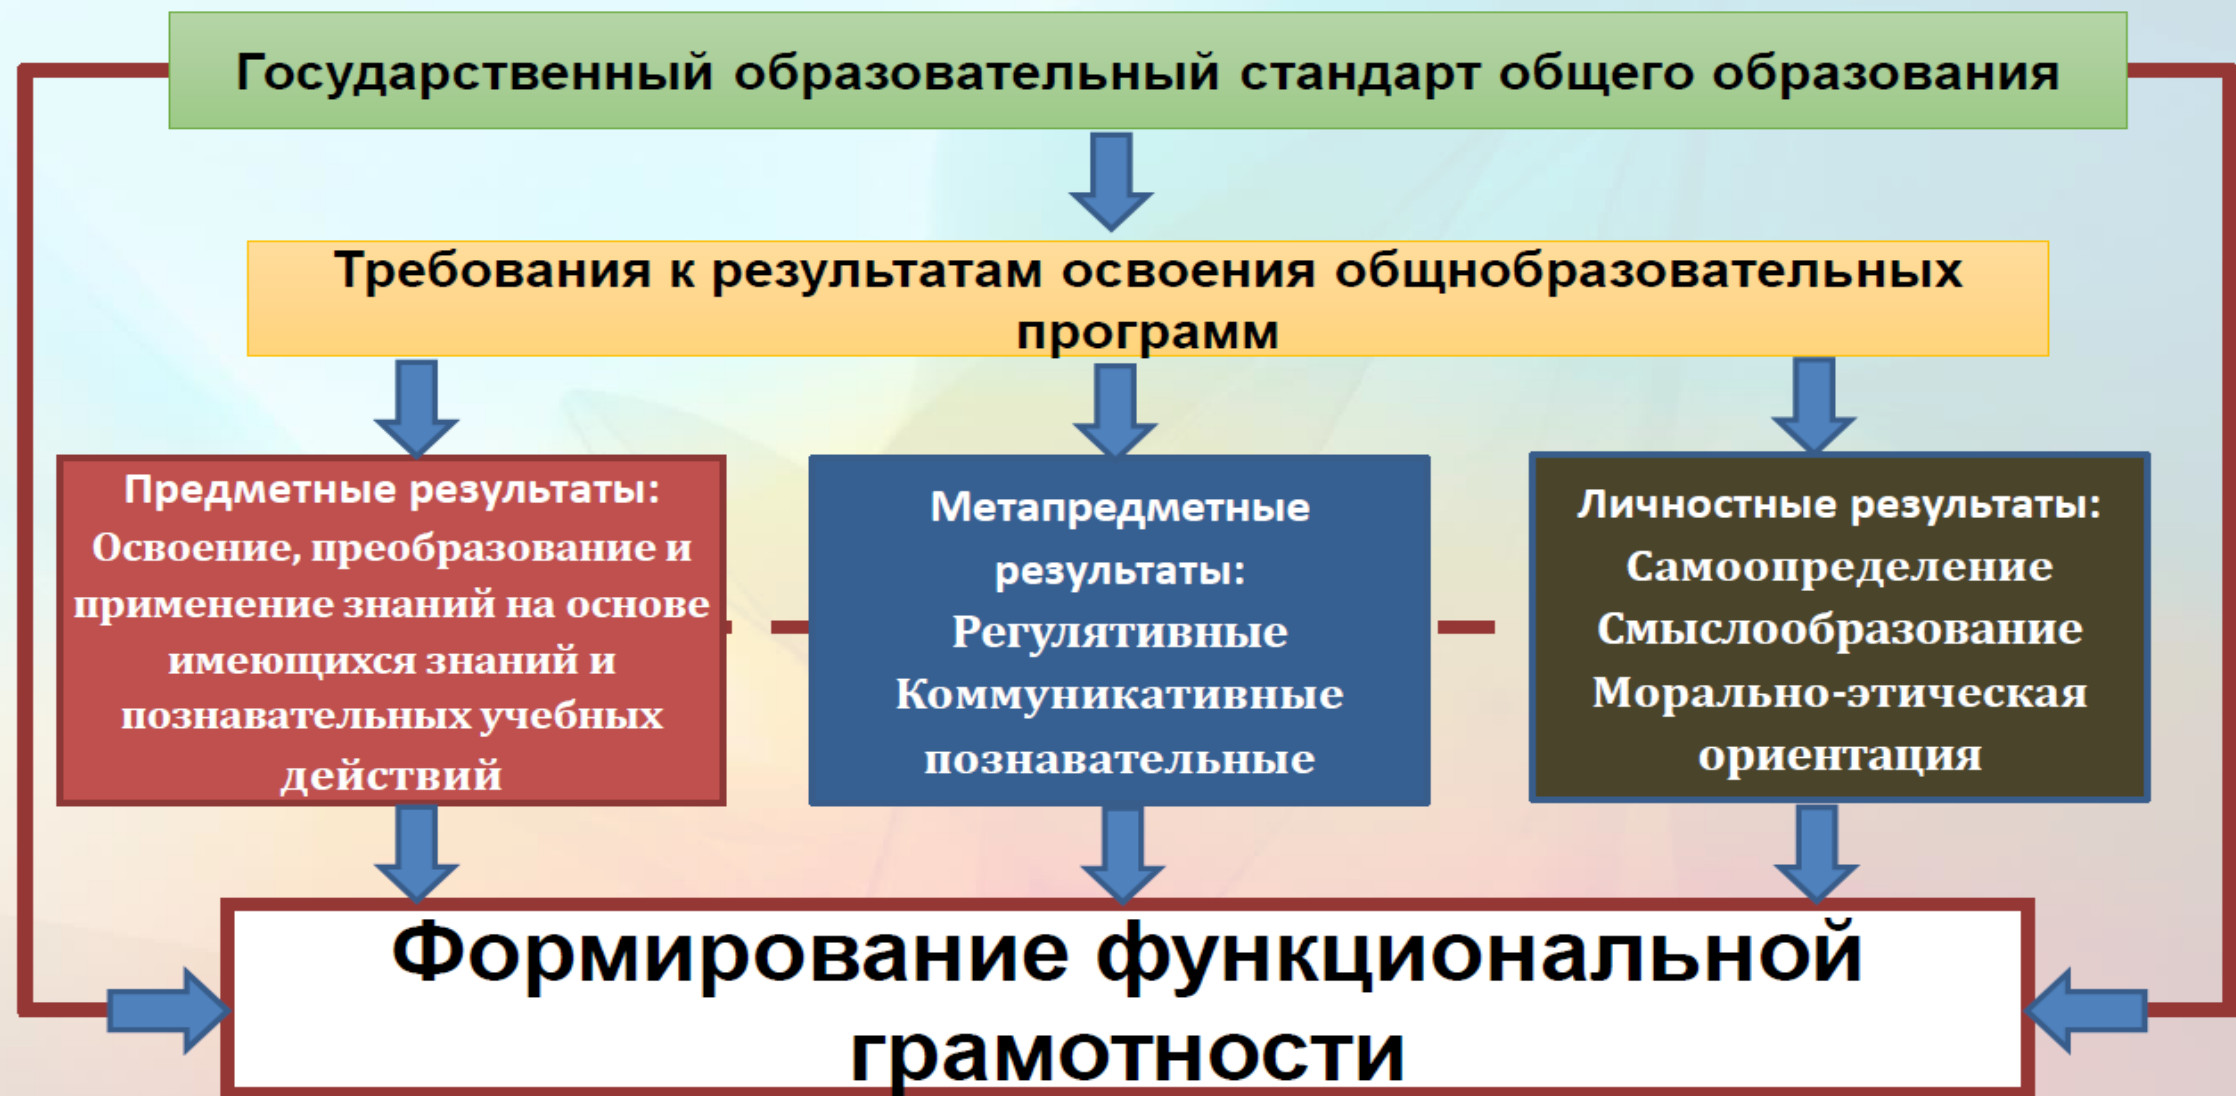 Государственный образовательный стандарт общего образования
Требования к результатам освоения общнобразовательных
программ
Предметные результаты:
Освоение, преобразование и
применение знаний на основе
имеющихся знаний и
познавательных учебных
действий
Метапредметные
результаты:
Регулятивные
Коммуникативные
познавательные
Личностные результаты:
Самоопределение
Смыслообразование
Морально-этическая
ориентация
Формирование функциональной
грамотности